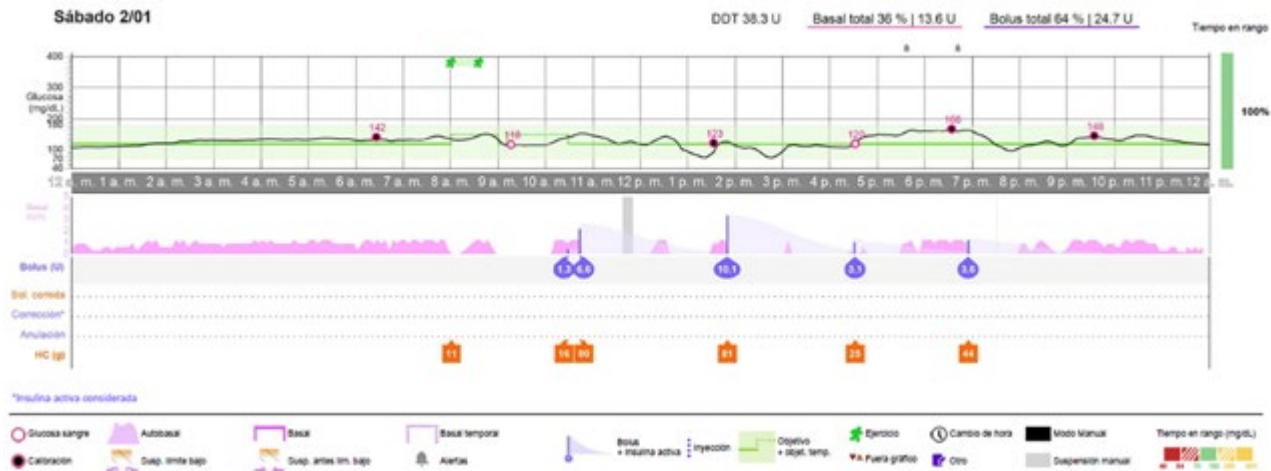 Sábado 2/01
DDT 38.3 U
Basal total 36 % | 13.6 U
Bolus total 64 % | 24.7 U
Tiempo en rango
400
300
Glucosa
(mg/dL)
200
180
100
70
40
142
118
123
120
166
148
100%
12 a. m. 1 a. m. 2 a. m. 3 a. m. 4 a. m. 5 a. m. 6 a. m. 7 a. m. 8 a. m. 9 a. m. 10 a. m. 11 a. m. 12 p. m. 1 p. m. 2 p. m. 3 p. m. 4 p. m. 5 p. m. 6 p. m. 7 p. m. 8 p. m. 9 p. m. 10 p. m. 11 p. m. 12 a.
Basal
Bolus (U)
1,3 6,6 10,1 3,1 3,6
Sol. comida
Corrección*
Anulación
HC (g)
11 16 80 81 25 44
*Insulina activa considerada
Glucosa sangre
Autobasal
Basal
Basal temporal
Bolus
+ insulina activa
Inyección
Objetivo
+ objet. temp.
Ejercicio
Cambio de hora
Modo Manual
Tiempo en rango (mg/dL)
Calibración
Susp. límite bajo
Susp. antes lím. bajo
Alertas
Fuera gráfico
Otro
Suspensión manual